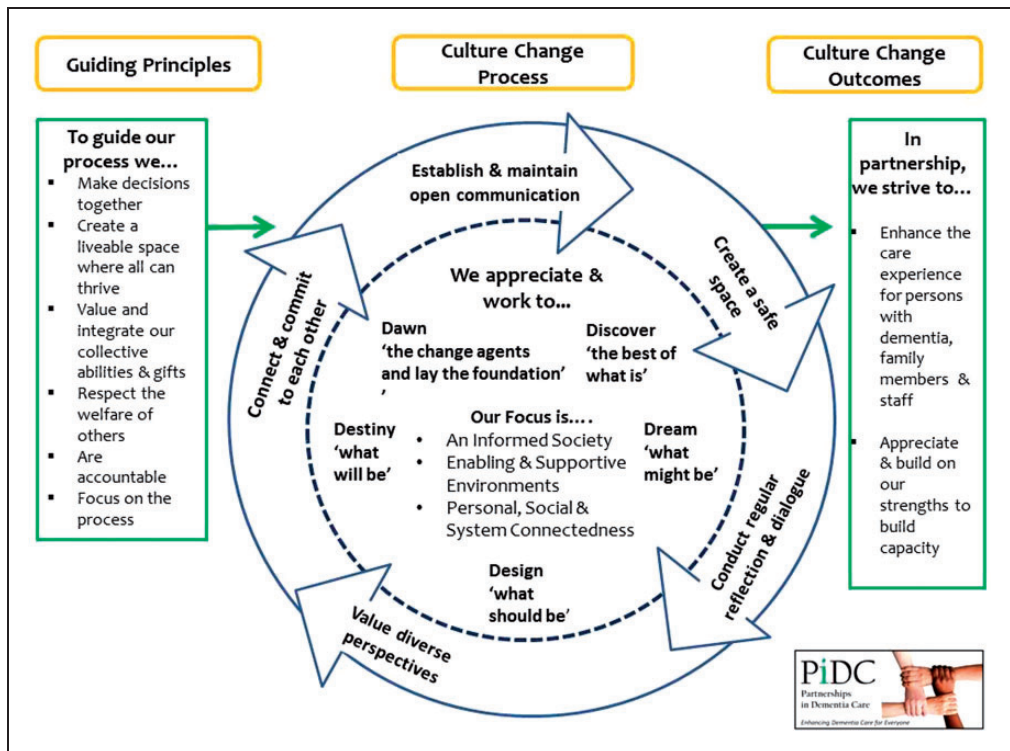 Guiding Principles
Culture Change
Process
Culture Change
Outcomes
To guide our
process we...
▪ Make decisions
together
▪ Create a
liveable space
where all can
thrive
▪ Value and
integrate our
collective
abilities & gifts
▪ Respect the
welfare of
others
▪ Are
accountable
▪ Focus on the
process
Establish & maintain
open communication
Create a safe
space
Conduct regular
reflection & dialogue
Value diverse
perspectives
Connect & commit
to each other
We appreciate &
work to...
Dawn
'the change agents
and lay the foundation'
'
Discover
'the best of
what is'
Dream
'what
might be'
Design
'what
should be'
Destiny
'what
will be'
Our Focus is....
• An Informed Society
• Enabling & Supportive
Environments
• Personal, Social &
System Connectedness
In
partnership,
we strive to...
▪ Enhance the
care
experience
for persons
with
dementia,
family
members &
staff
▪ Appreciate
& build on
our
strengths to
build
capacity
PiDC
Partnerships
in Dementia Care
Enhancing Dementia Care for Everyone